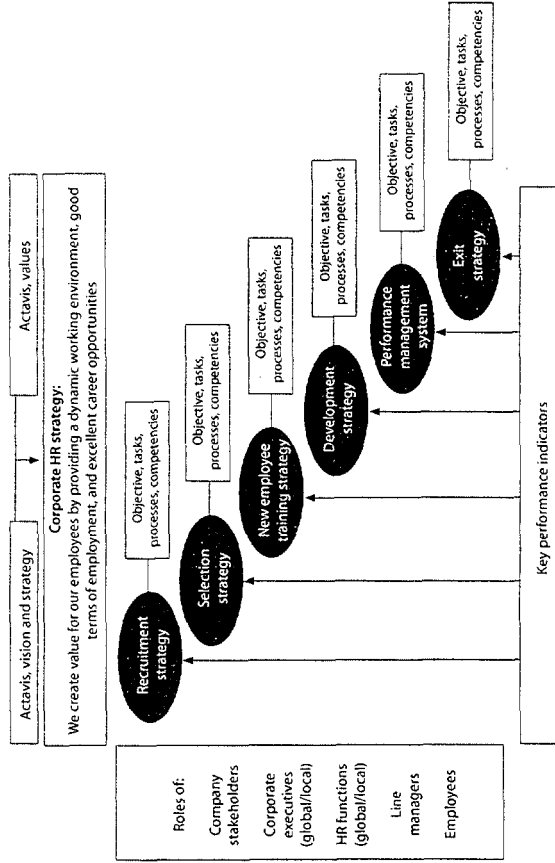 Actavis, vision and strategy
Actavis, values
Corporate HR strategy:
We create value for our employees by providing a dynamic working environment, good
terms of employment, and excellent career opportunities
Roles of:
Company
stakeholders
Corporate
executives
(global/local)
HR functions
(global/local)
Line
managers
Employees
Recruitment
strategy
Objective, tasks,
processes, competencies
Selection
strategy
Objective, tasks,
processes, competencies
New employee
training strategy
Objective, tasks,
processes, competencies
Development
strategy
Objective, tasks,
processes, competencies
Performance
management
system
Objective, tasks,
processes, competencies
Exit
strategy
Objective, tasks,
processes, competencies
Key performance indicators